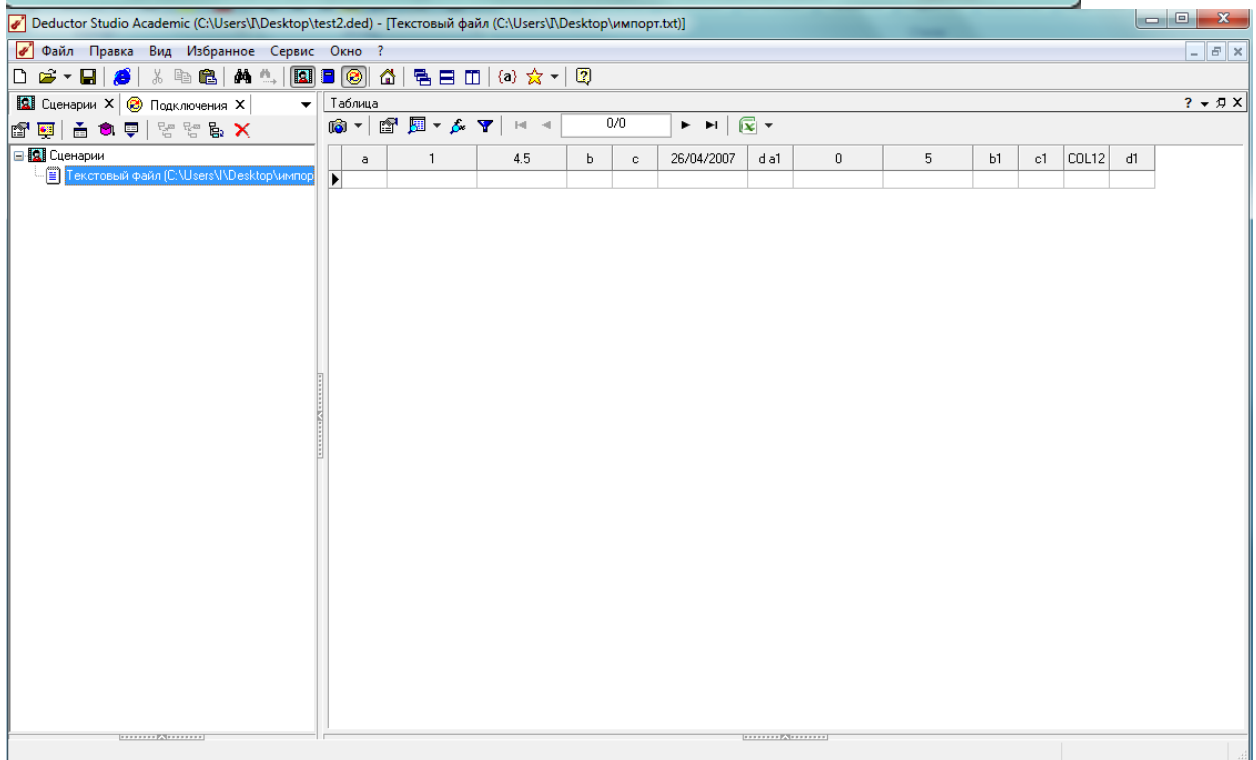 Deductor Studio Academic (C:\Users\I\Desktop\test2.ded) - [Текстовый файл (C:\Users\I\Desktop\импорт.txt)]
Файл Правка Вид Избранное Сервис Окно ?
Сценарии X Подключения X
Таблица
0/0
Сценарии
Текстовый файл (C:\Users\I\Desktop\импор
a 1 4.5 b c 26/04/2007 d a1 0 5 b1 c1 COL12 d1